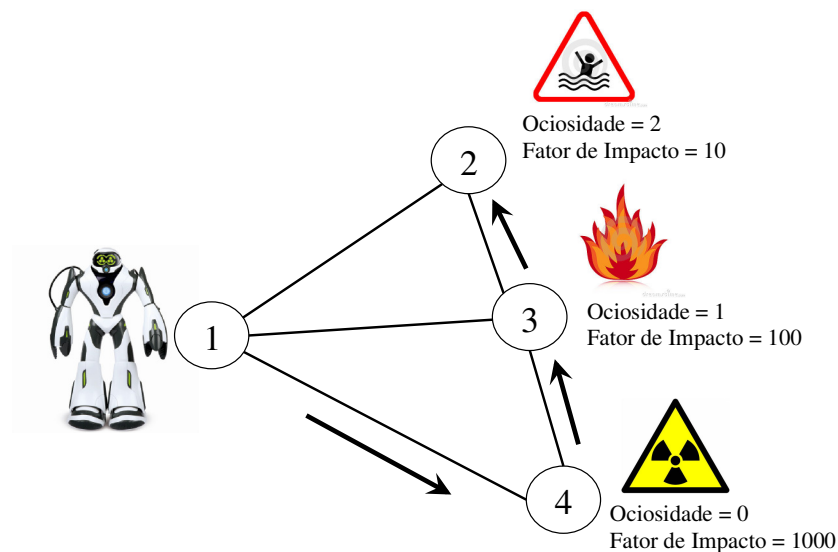 Ociosidade = 2
Fator de Impacto = 10
2
Ociosidade = 1
Fator de Impacto = 100
1
3
4
Ociosidade = 0
Fator de Impacto = 1000